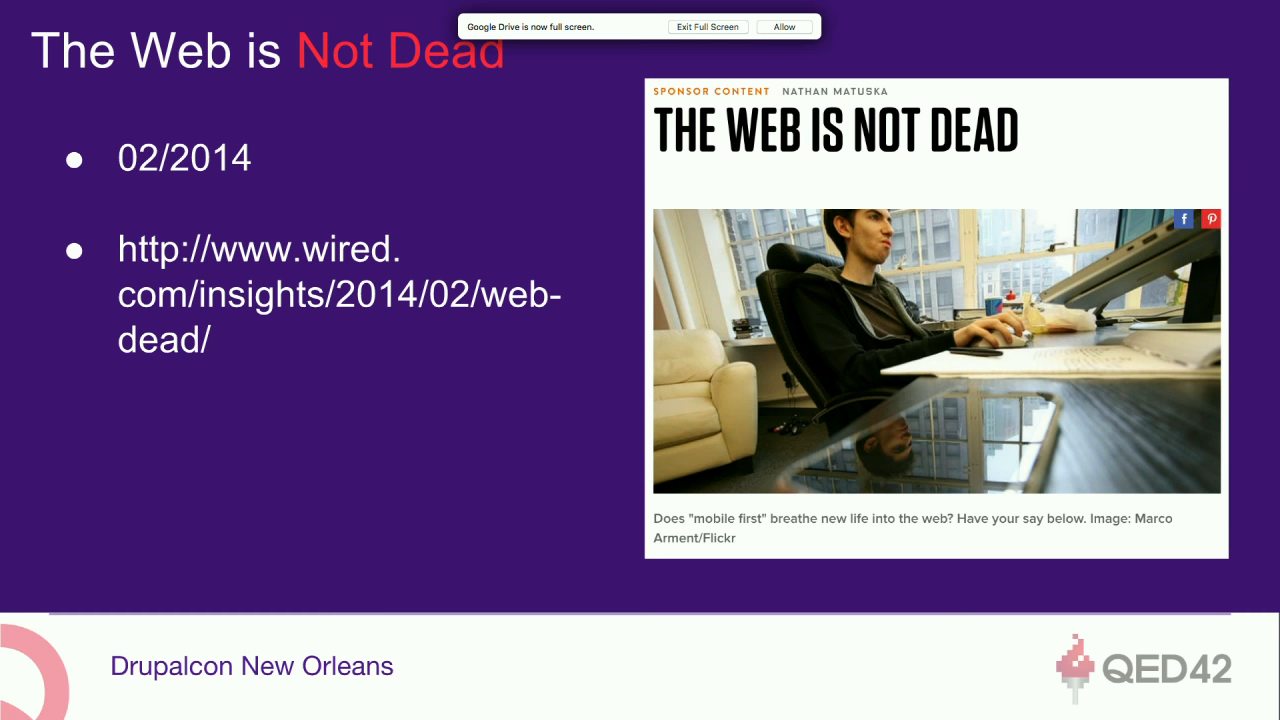 Google Drive is now full screen. Exit Full Screen Allow
The Web is Not Dead
● 02/2014
● http://www.wired.
com/insights/2014/02/web-
dead/
SPONSOR CONTENT NATHAN MATUSKA
THE WEB IS NOT DEAD
Does "mobile first" breathe new life into the web? Have your say below. Image: Marco
Arment/Flickr
Drupalcon New Orleans
QED42